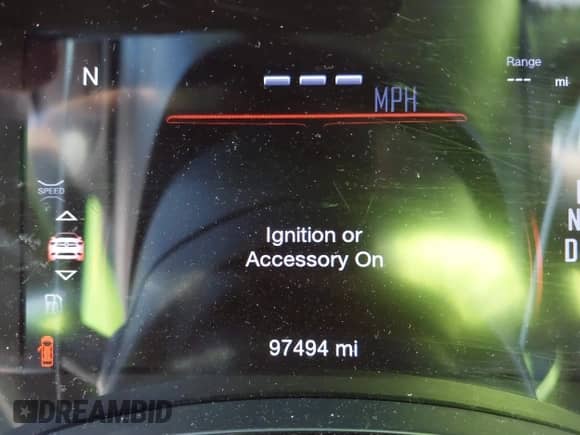 Range
N
--- mi
MPH
SPEED
Ignition or
Accessory On
N
D
97494 mi
DREAMBID